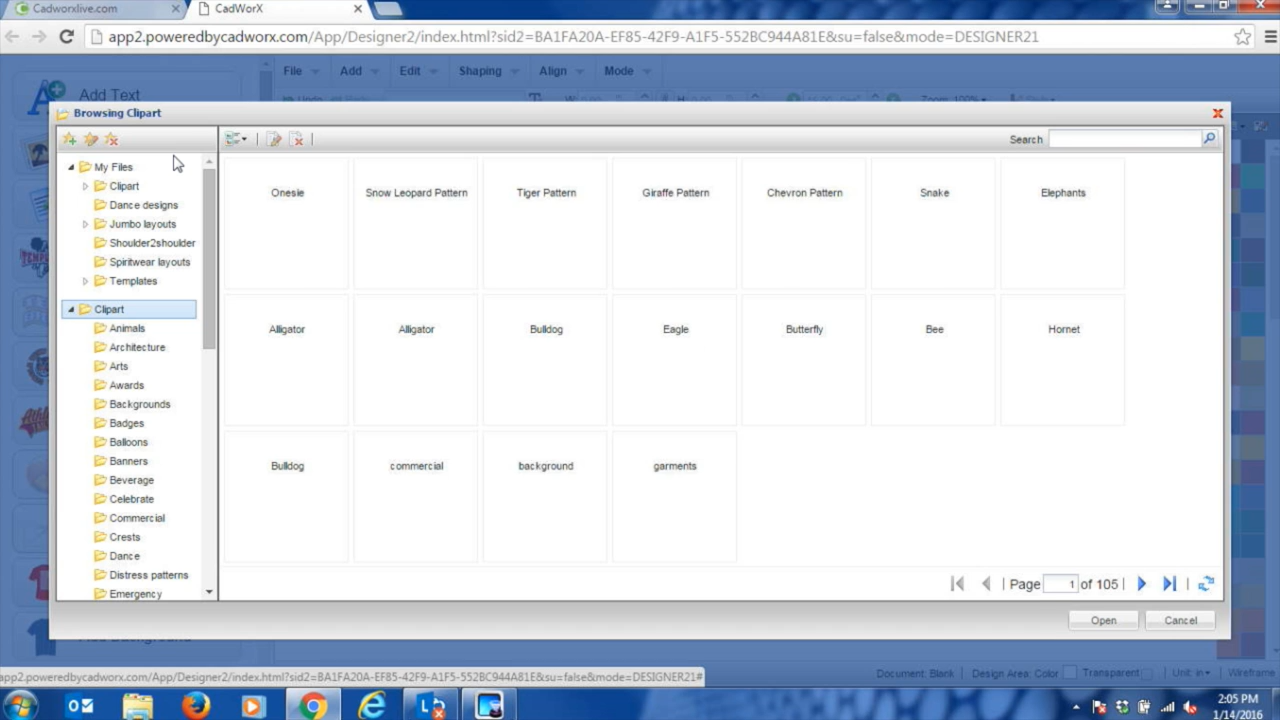 Cadworxlive.com
CadWorX
app2.poweredbycadworx.com/App/Designer2/index.html?sid2=BA1FA20A-EF85-42F9-A1F5-552BC944A81E&su=false&mode=DESIGNER21
File Add Edit Shaping Align Mode
Add Text
Browsing Clipart
Search
My Files
Clipart
Dance designs
Jumbo layouts
Shoulder2shoulder
Spiritwear layouts
Templates
Clipart
Animals
Architecture
Arts
Awards
Backgrounds
Badges
Balloons
Banners
Beverage
Celebrate
Commercial
Crests
Dance
Distress patterns
Emergency
Onesie Snow Leopard Pattern Tiger Pattern Giraffe Pattern Chevron Pattern Snake Elephants
Alligator Alligator Bulldog Eagle Butterfly Bee Hornet
Bulldog commercial background garments
Page 1 of 105
Open Cancel
app2.poweredbycadworx.com/App/Designer2/index.html?sid2=BA1FA20A-EF85-42F9-A1F5-552BC944A81E&su=false&mode=DESIGNER21#
Document: Blank Design Area: Color Transparent Unit: in Wireframe
2:05 PM
1/14/2016